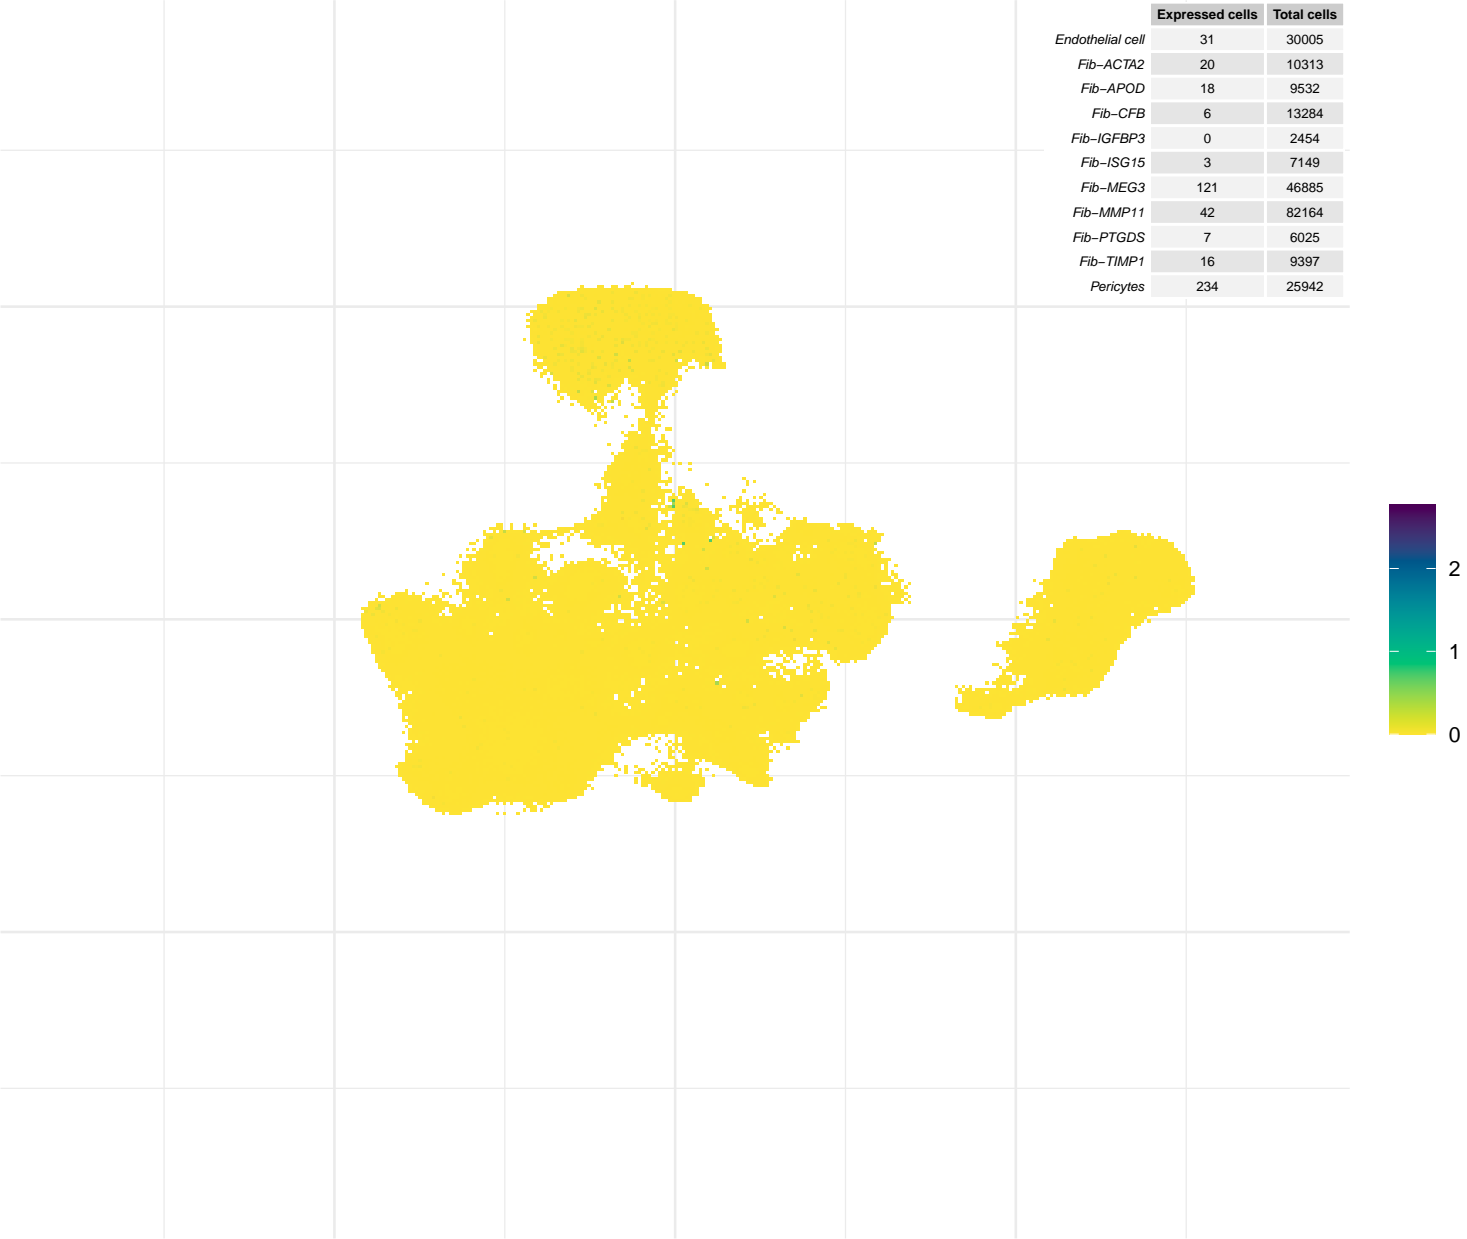 Expressed cells Total cells
Endothelial cell 31 30005
Fib−ACTA2 20 10313
Fib−APOD 18 9532
Fib−CFB 6 13284
Fib−IGFBP3 0 2454
Fib−ISG15 3 7149
Fib−MEG3 121 46885
Fib−MMP11 42 82164
Fib−PTGDS 7 6025
Fib−TIMP1 16 9397
Pericytes 234 25942
2
1
0